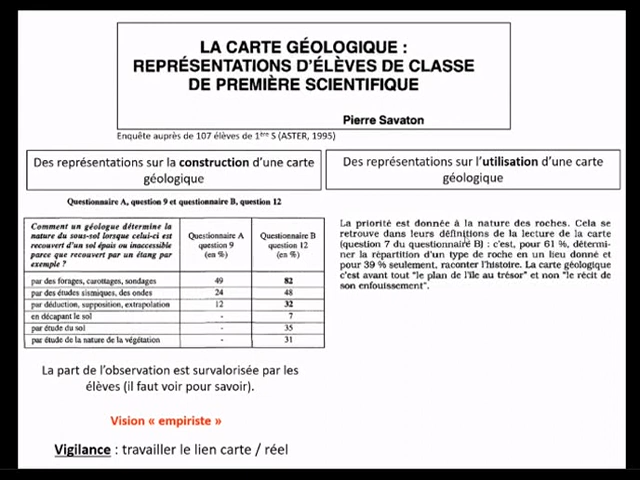 LA CARTE GÉOLOGIQUE :
REPRÉSENTATIONS D'ÉLÈVES DE CLASSE
DE PREMIÈRE SCIENTIFIQUE
Pierre Savaton
Enquête auprès de 107 élèves de 1ère S (ASTER, 1995)
Des représentations sur la construction d'une carte
géologique
Questionnaire A, question 9 et questionnaire B, question 12
Comment un géologue détermine la
nature du sous-sol lorsque celui-ci est
recouvert d'un sol épais ou inaccessible
parce que recouvert par un étang par
exemple ?
Questionnaire A
question 9
(en %)
Questionnaire B
question 12
(en %)
par des forages, carottages, sondages 49 82
par des études sismiques, des ondes 24 48
par déduction, supposition, extrapolation 12 32
en décapant le sol - 7
par étude du sol - 35
par étude de la nature de la végétation - 31
La part de l'observation est survalorisée par les
élèves (il faut voir pour savoir).
Vision « empiriste »
Vigilance : travailler le lien carte / réel
Des représentations sur l'utilisation d'une carte
géologique
La priorité est donnée à la nature des roches. Cela se
retrouve dans leurs définitions de la lecture de la carte
(question 7 du questionnaire B) : c'est, pour 61 %, détermi-
ner la répartition d'un type de roche en un lieu donné et
pour 39 % seulement, raconter l'histoire. La carte géologique
c'est avant tout "le plan de l'île au trésor" et non "le récit de
son enfouissement".